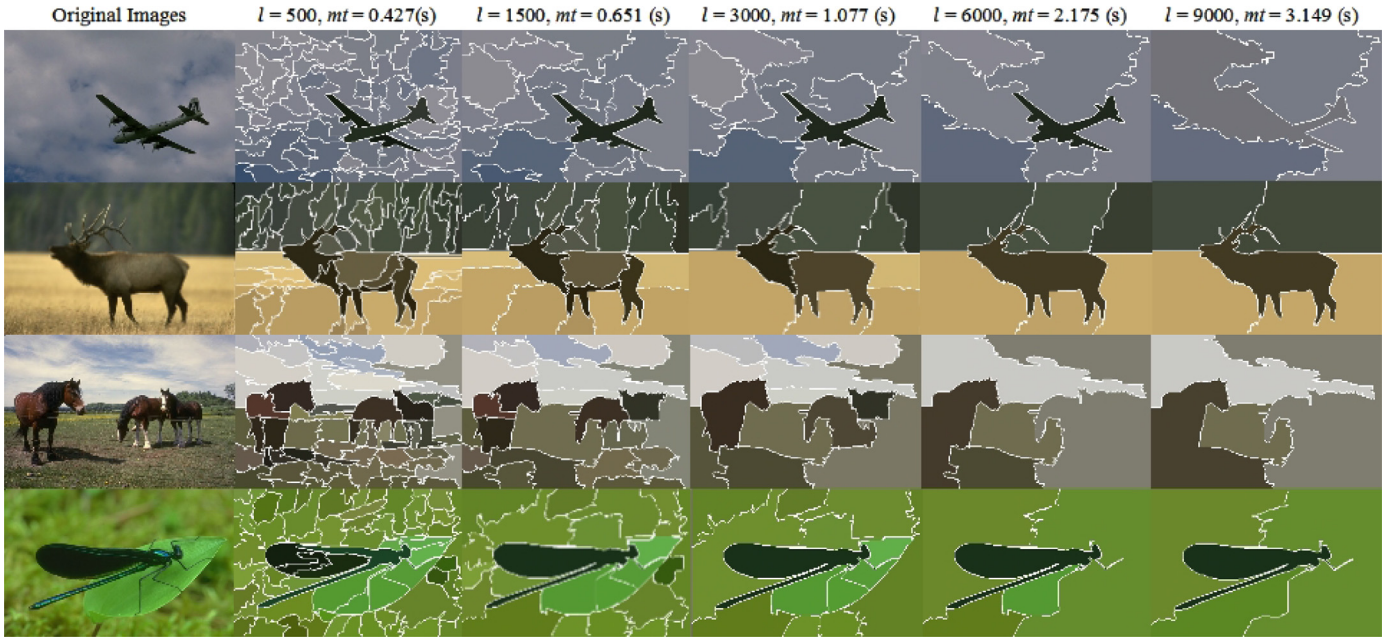 Original Images l = 500, mt = 0.427(s) l = 1500, mt = 0.651 (s) l = 3000, mt = 1.077 (s) l = 6000, mt = 2.175 (s) l = 9000, mt = 3.149 (s)